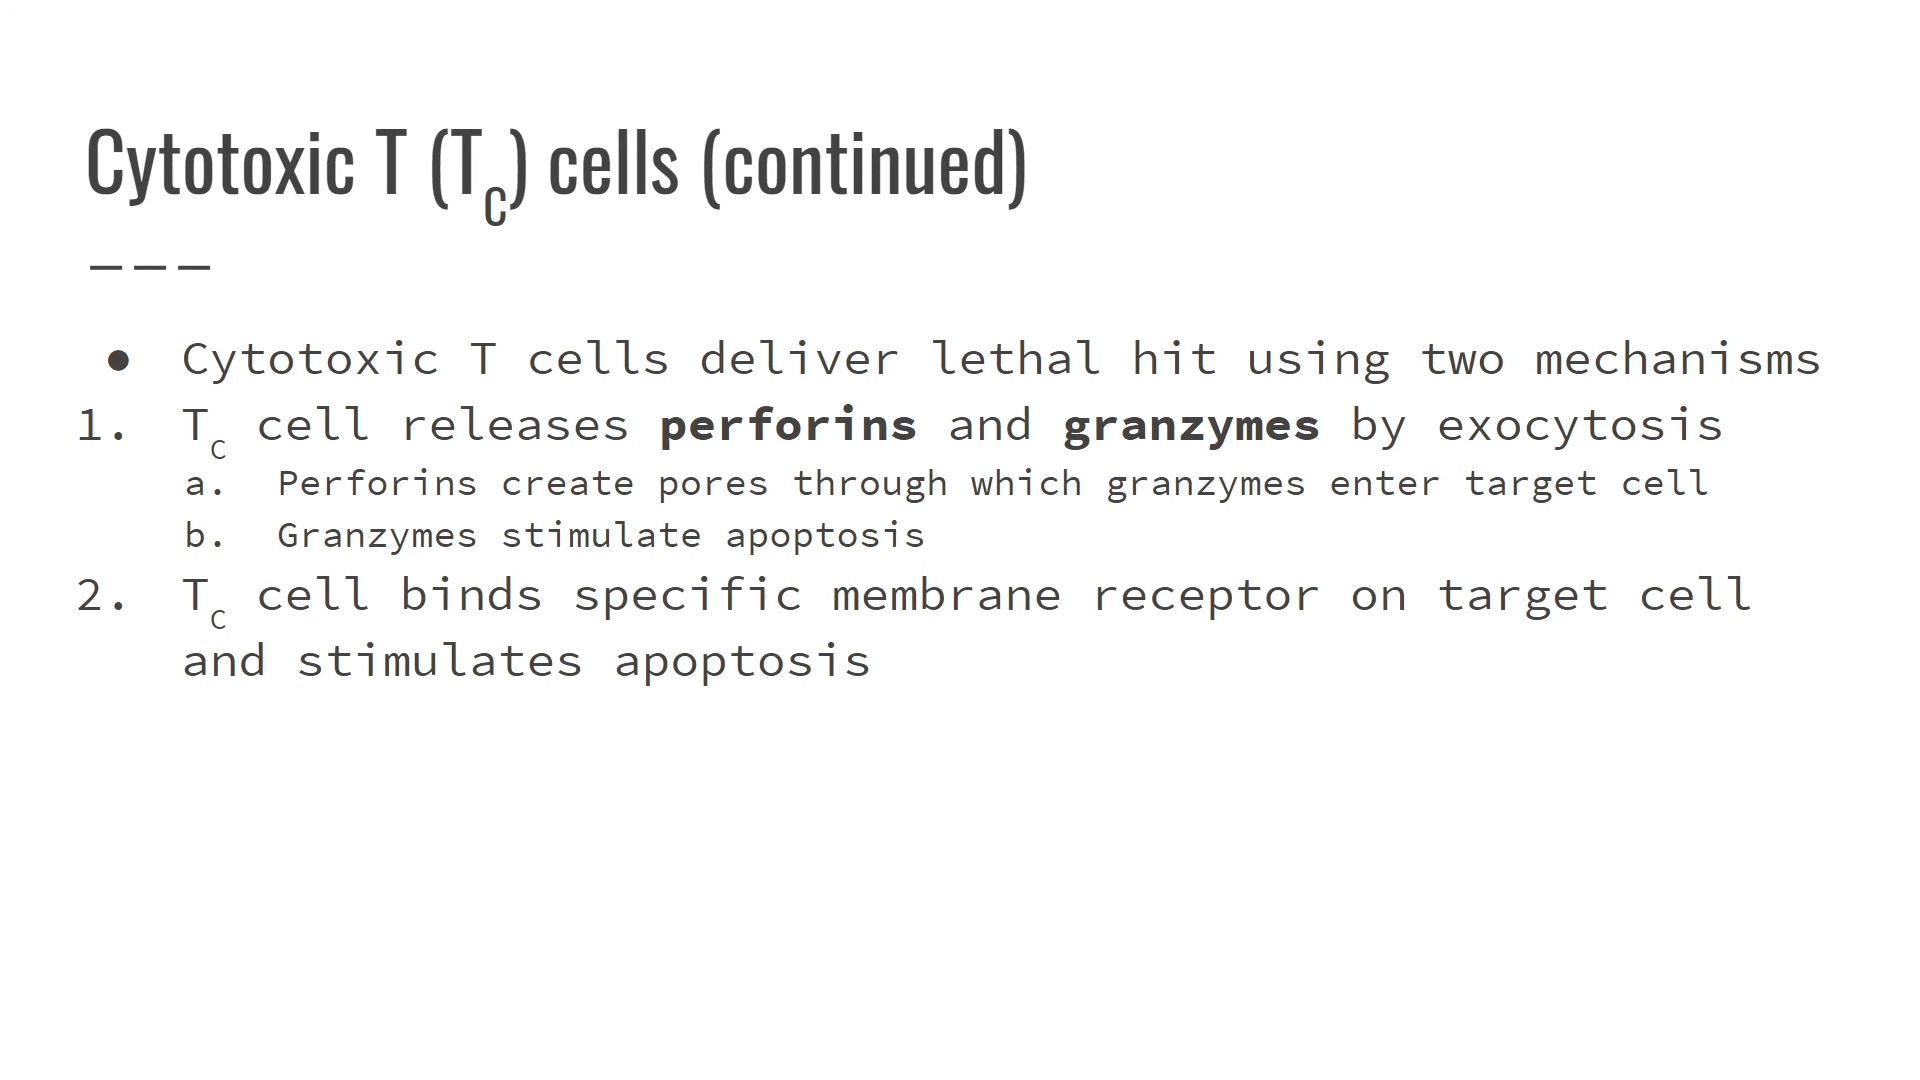 Cytotoxic T (TC) cells (continued)
● Cytotoxic T cells deliver lethal hit using two mechanisms
1. TC cell releases perforins and granzymes by exocytosis
a. Perforins create pores through which granzymes enter target cell
b. Granzymes stimulate apoptosis
2. TC cell binds specific membrane receptor on target cell
and stimulates apoptosis